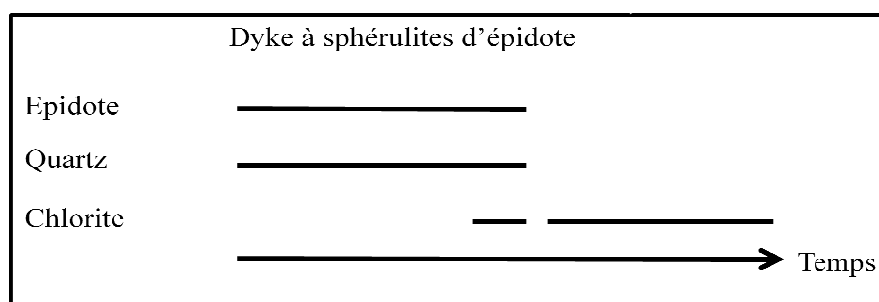 Dyke à sphérulites d’épidote
Epidote
Quartz
Chlorite
Temps